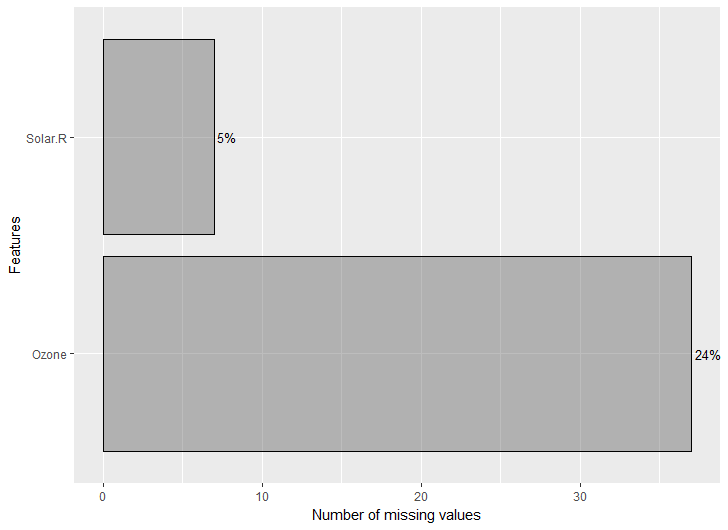 Solar.R
5%
Features
Ozone
24%
0 10 20 30
Number of missing values